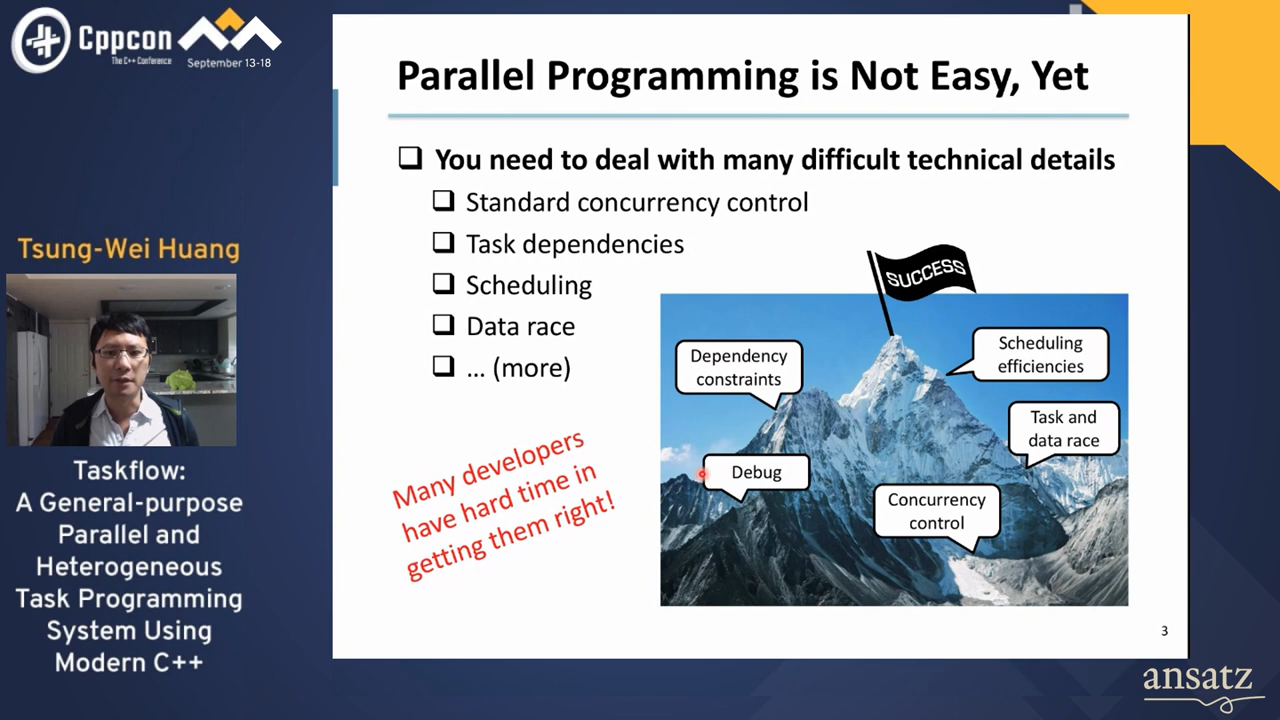 Cppcon
The C++ Conference
September 13-18
Tsung-Wei Huang
Taskflow:
A General-purpose
Parallel and
Heterogeneous
Task Programming
System Using
Modern C++
Parallel Programming is Not Easy, Yet
You need to deal with many difficult technical details
Standard concurrency control
Task dependencies
Scheduling
Data race
... (more)
Many developers
have hard time in
getting them right!
SUCCESS
Dependency
constraints
Scheduling
efficiencies
Task and
data race
Debug
Concurrency
control
3
ansatz